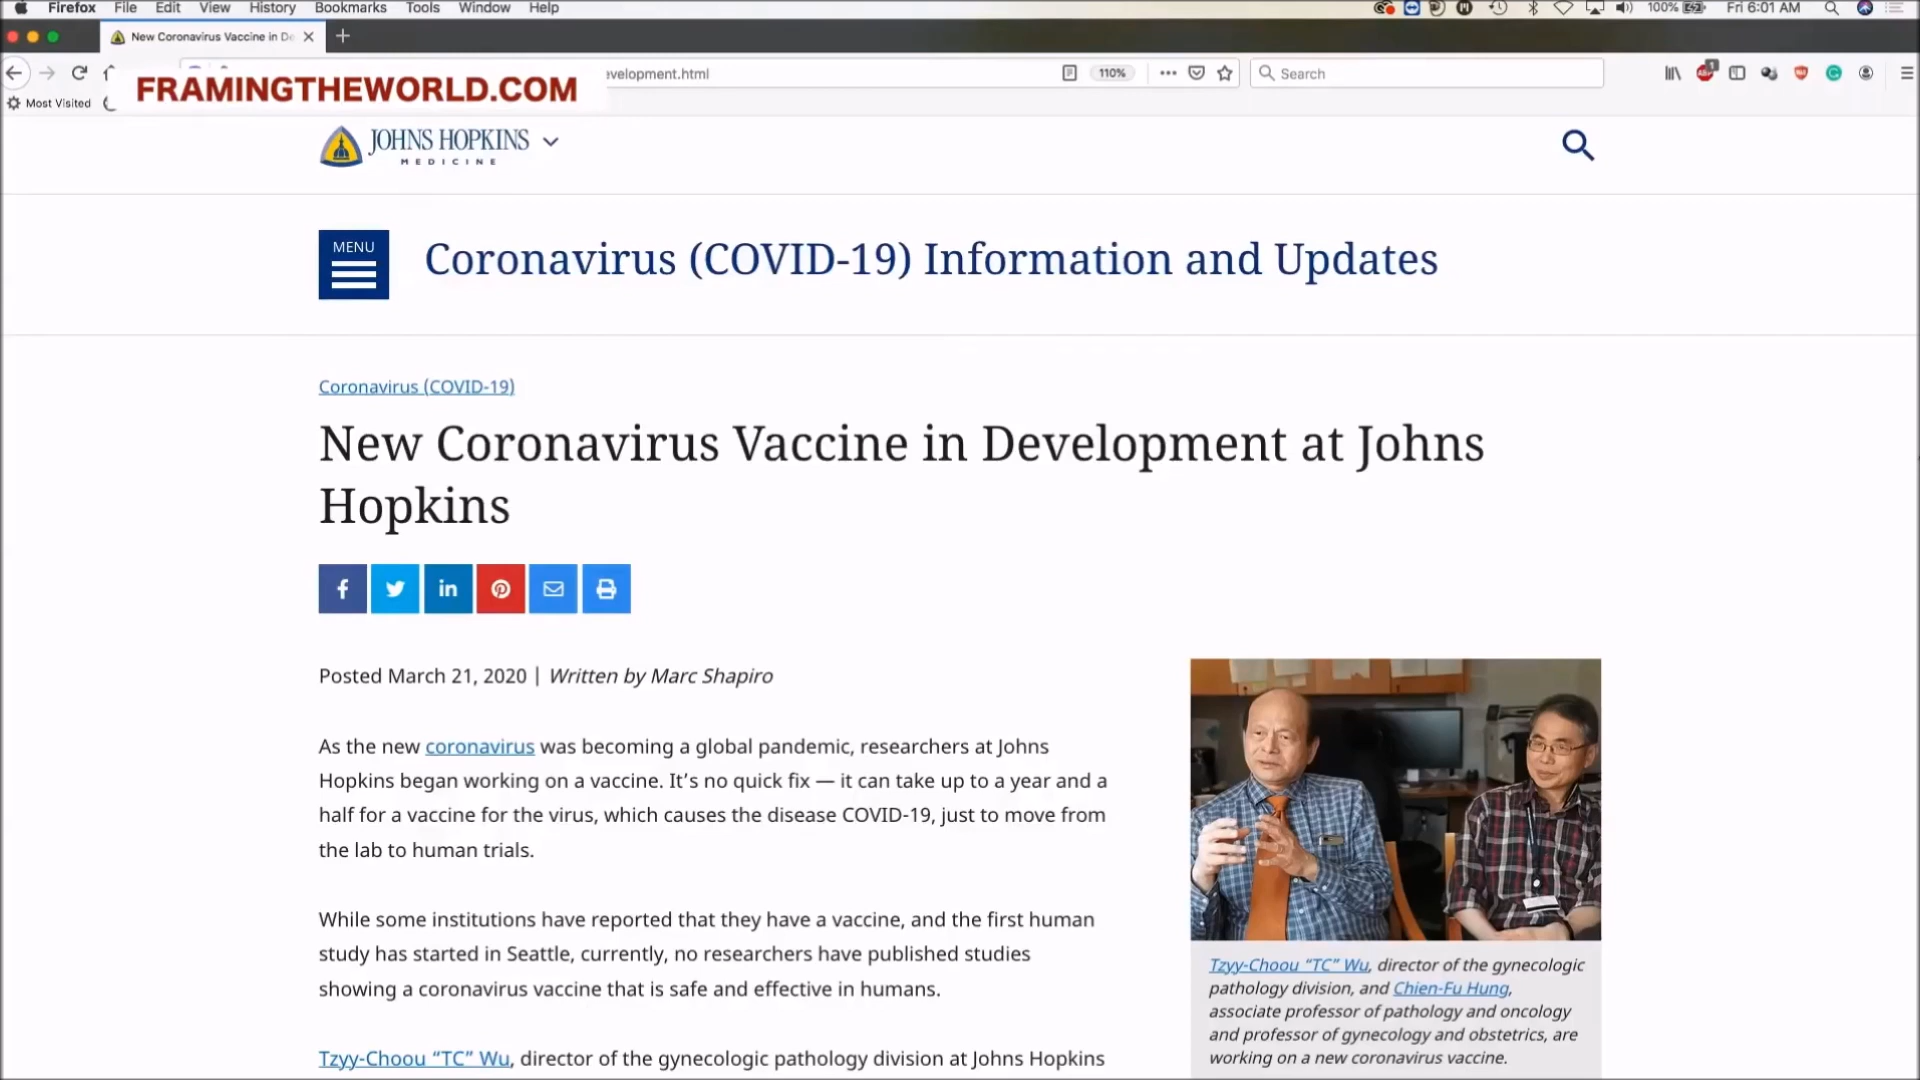 Firefox File Edit View History Bookmarks Tools Window Help 100% Fri 6:01 AM
New Coronavirus Vaccine in De
FRAMINGTHEWORLD.COM evelopment.html 110% Search
Most Visited
JOHNS HOPKINS
MEDICINE
MENU
Coronavirus (COVID-19) Information and Updates
Coronavirus (COVID-19)
New Coronavirus Vaccine in Development at Johns
Hopkins
Posted March 21, 2020 | Written by Marc Shapiro
As the new coronavirus was becoming a global pandemic, researchers at Johns
Hopkins began working on a vaccine. It’s no quick fix — it can take up to a year and a
half for a vaccine for the virus, which causes the disease COVID-19, just to move from
the lab to human trials.
While some institutions have reported that they have a vaccine, and the first human
study has started in Seattle, currently, no researchers have published studies
showing a coronavirus vaccine that is safe and effective in humans.
Tzyy-Choou “TC” Wu, director of the gynecologic pathology division at Johns Hopkins
Tzyy-Choou “TC” Wu, director of the gynecologic
pathology division, and Chien-Fu Hung,
associate professor of pathology and oncology
and professor of gynecology and obstetrics, are
working on a new coronavirus vaccine.